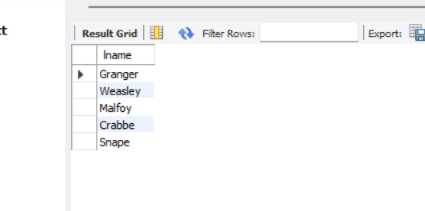 Result Grid Filter Rows: Export:
lname
Granger
Weasley
Malfoy
Crabbe
Snape